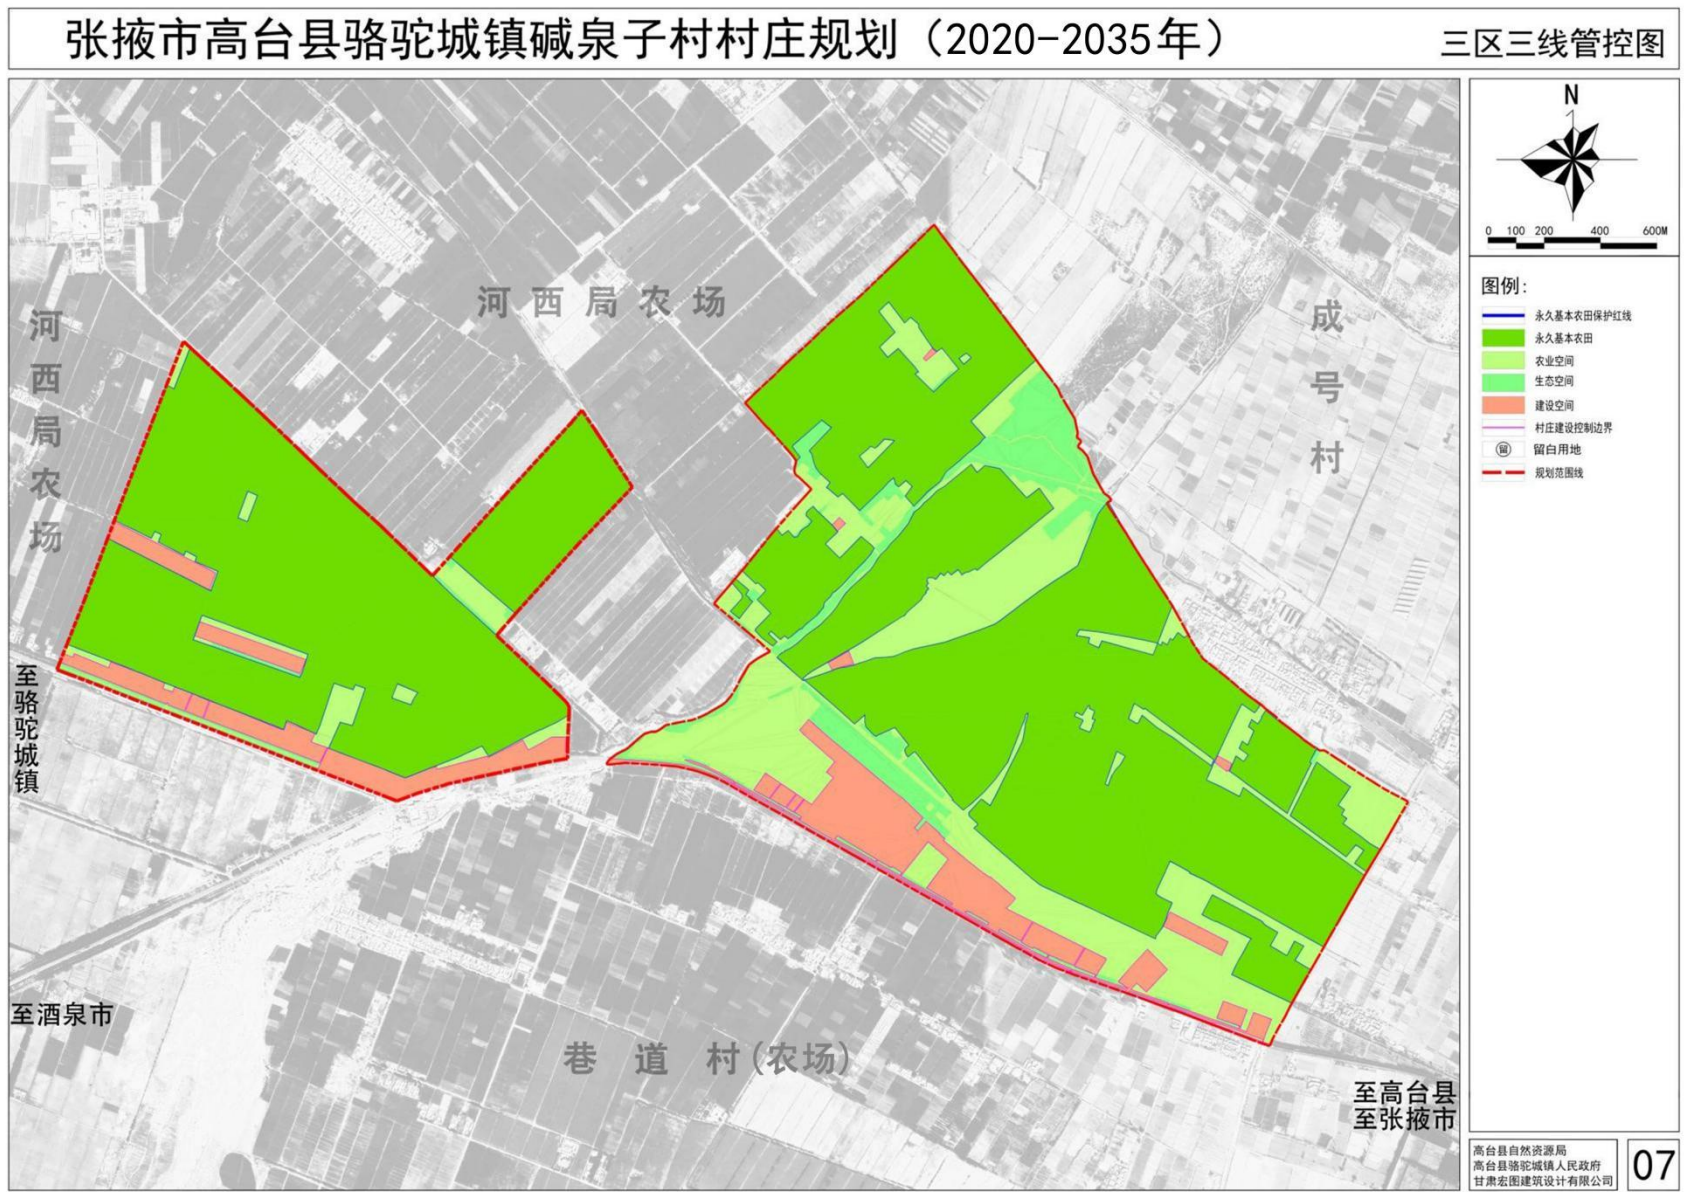 张掖市高台县骆驼城镇碱泉子村村庄规划（2020-2035年）
三区三线管控图
N
0 100 200 400 600M
图例：
永久基本农田保护红线
永久基本农田
农业空间
生态空间
建设空间
村庄建设控制边界
留 留白用地
规划范围线
河西局农场
河西局农场
成号村
至骆驼城镇
至酒泉市
巷道村(农场)
至高台县
至张掖市
高台县自然资源局
高台县骆驼城镇人民政府
甘肃宏图建筑设计有限公司
07